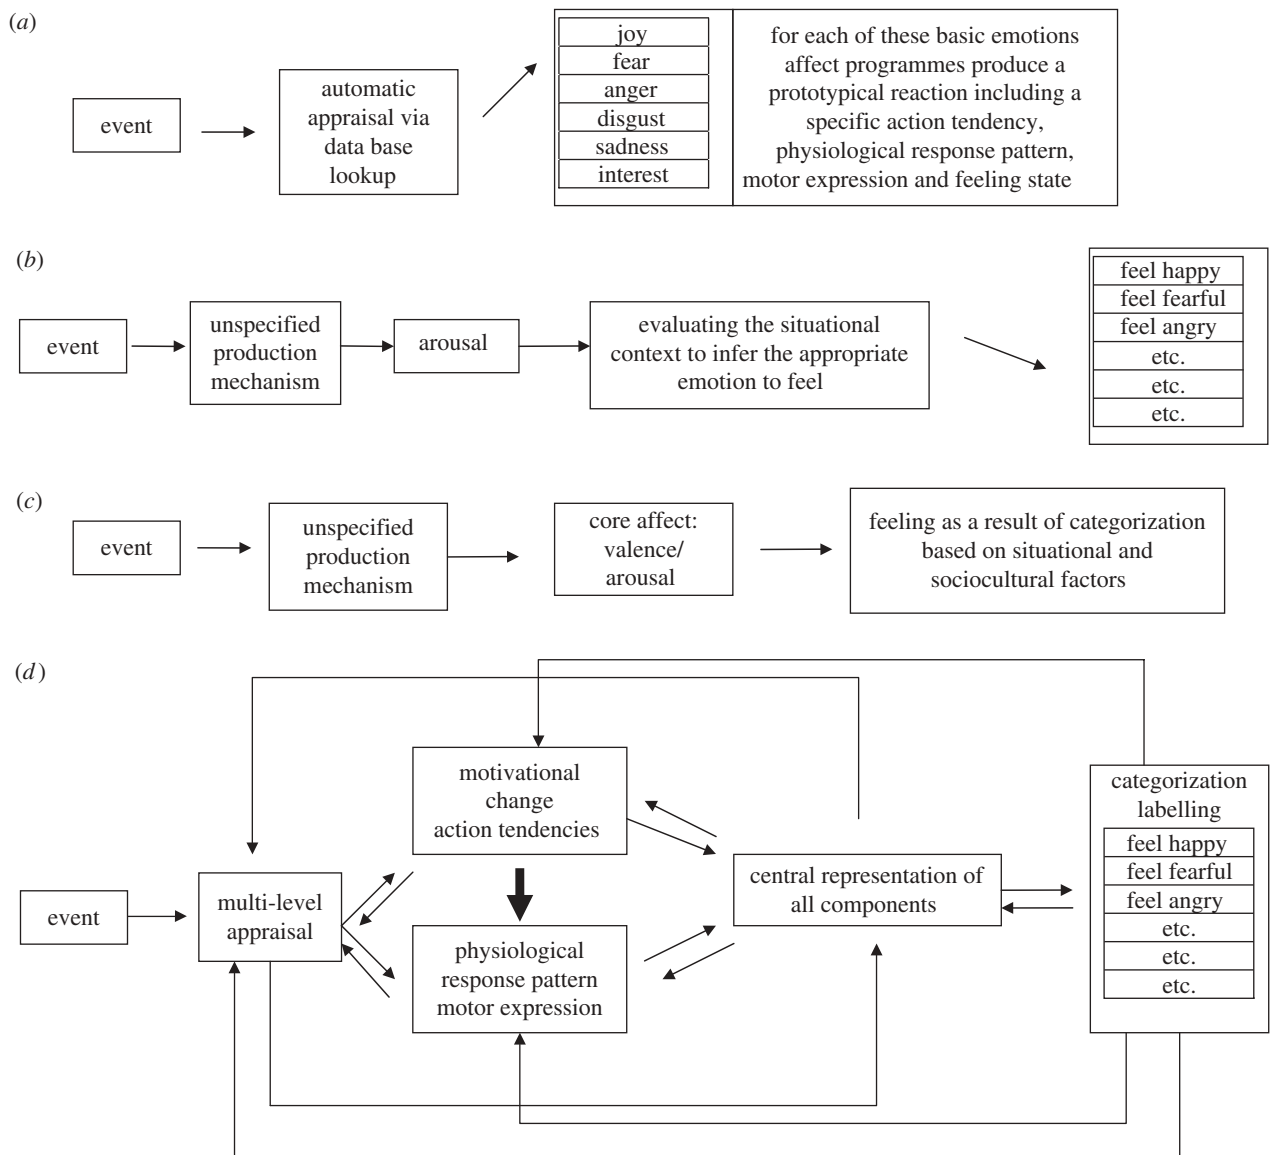 (a)
event
automatic
appraisal via
data base
lookup
joy
fear
anger
disgust
sadness
interest
for each of these basic emotions
affect programmes produce a
prototypical reaction including a
specific action tendency,
physiological response pattern,
motor expression and feeling state
(b)
event
unspecified
production
mechanism
arousal
evaluating the situational
context to infer the appropriate
emotion to feel
feel happy
feel fearful
feel angry
etc.
etc.
etc.
(c)
event
unspecified
production
mechanism
core affect:
valence/
arousal
feeling as a result of categorization
based on situational and
sociocultural factors
(d)
event
multi-level
appraisal
motivational
change
action tendencies
physiological
response pattern
motor expression
central representation of
all components
categorization
labelling
feel happy
feel fearful
feel angry
etc.
etc.
etc.